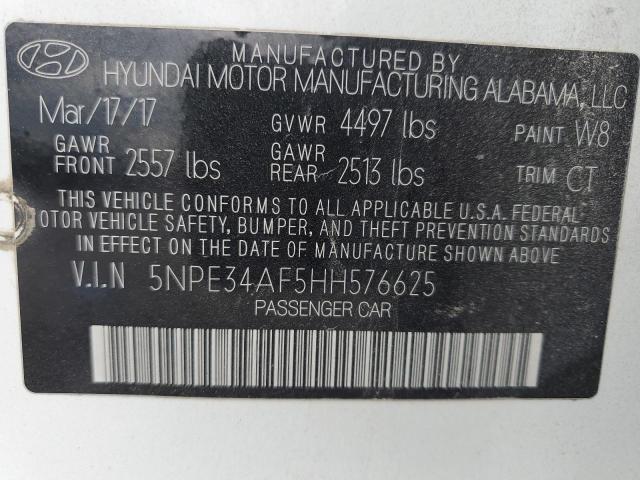 MANUFACTURED BY
HYUNDAI MOTOR MANUFACTURING ALABAMA, LLC
Mar/17/17 GVWR 4497 lbs PAINT W8
GAWR FRONT 2557 lbs GAWR REAR 2513 lbs TRIM CT
THIS VEHICLE CONFORMS TO ALL APPLICABLE U.S.A. FEDERAL
OTOR VEHICLE SAFETY, BUMPER, AND THEFT PREVENTION STANDARDS
IN EFFECT ON THE DATE OF MANUFACTURE SHOWN ABOVE
V.I.N 5NPE34AF5HH576625
PASSENGER CAR